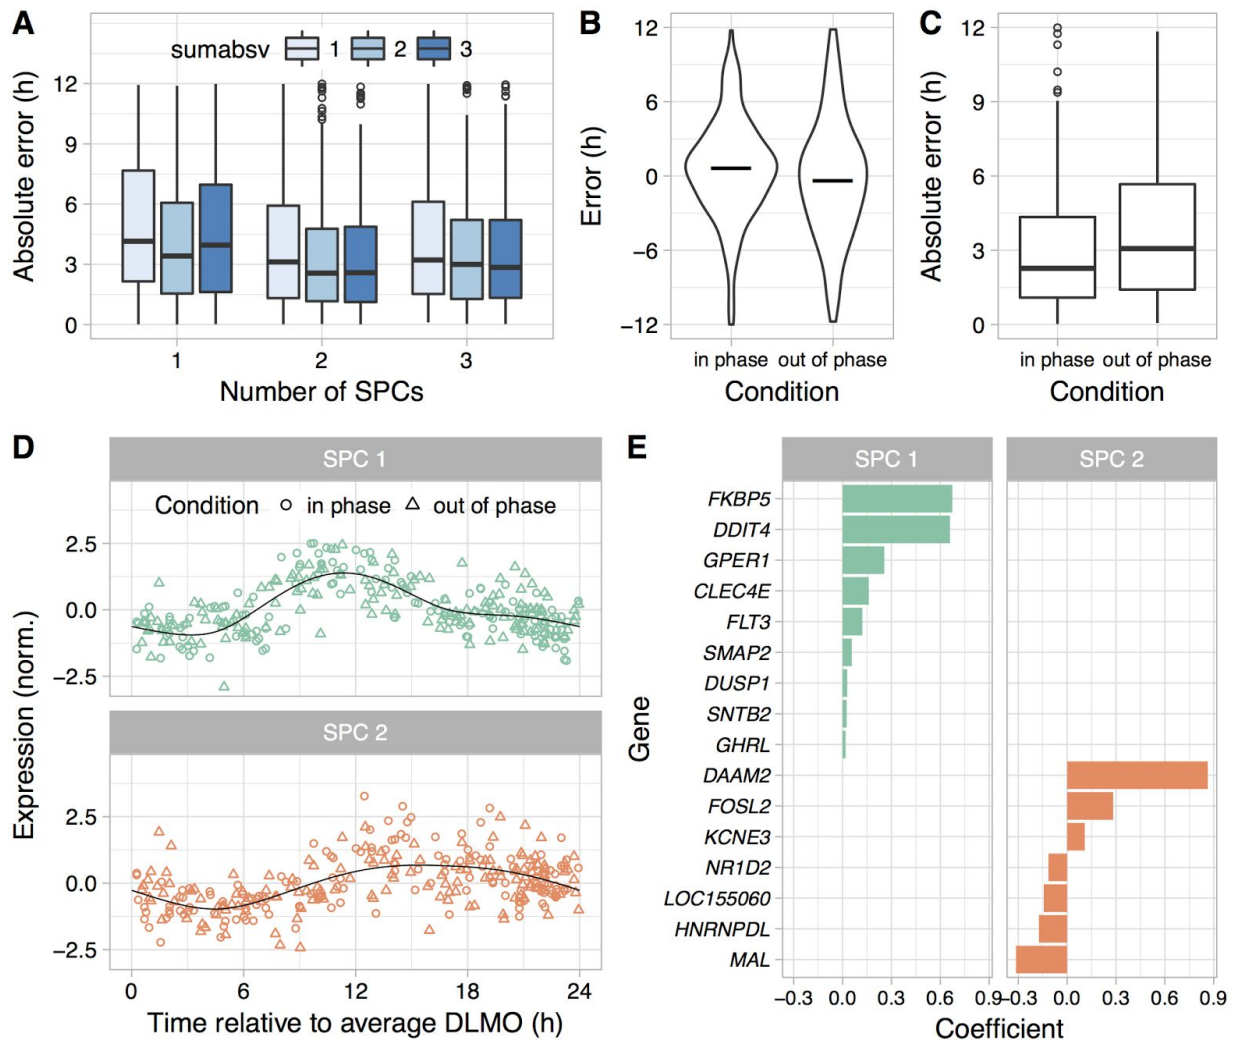 A
sumabsv 1 2 3
Absolute error (h)
12
9
6
3
0
1 2 3
Number of SPCs
B
Error (h)
12
6
0
−6
−12
in phase out of phase
Condition
C
Absolute error (h)
12
9
6
3
0
in phase out of phase
Condition
D
SPC 1
Condition in phase out of phase
2.5
0.0
−2.5
SPC 2
2.5
0.0
−2.5
Expression (norm.)
0 6 12 18 24
Time relative to average DLMO (h)
E
SPC 1 SPC 2
Gene
FKBP5
DDIT4
GPER1
CLEC4E
FLT3
SMAP2
DUSP1
SNTB2
GHRL
DAAM2
FOSL2
KCNE3
NR1D2
LOC155060
HNRNPDL
MAL
−0.3 0.0 0.3 0.6 0.9 −0.3 0.0 0.3 0.6 0.9
Coefficient